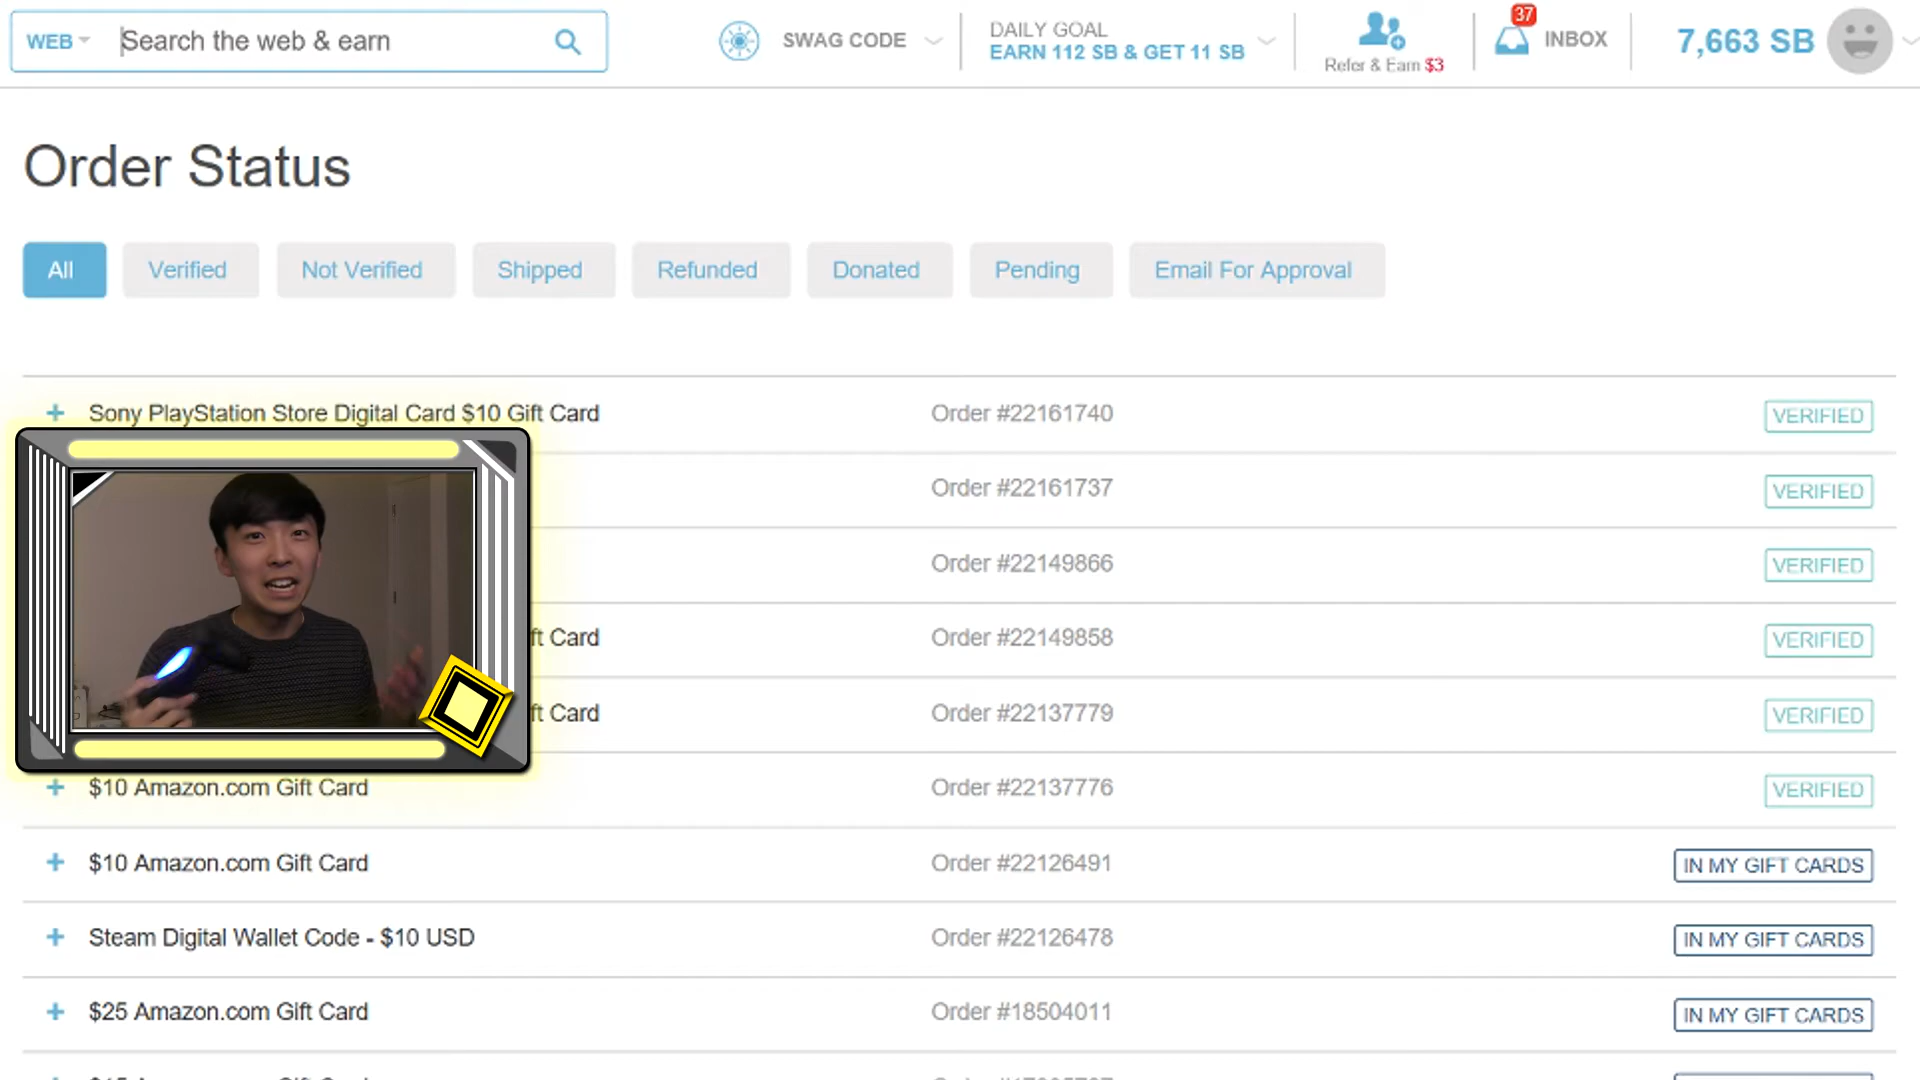 WEB Search the web & earn
SWAG CODE
DAILY GOAL
EARN 112 SB & GET 11 SB
Refer & Earn $3
37
INBOX
7,663 SB
Order Status
All Verified Not Verified Shipped Refunded Donated Pending Email For Approval
Sony PlayStation Store Digital Card $10 Gift Card Order #22161740 VERIFIED
Order #22161737 VERIFIED
Order #22149866 VERIFIED
ft Card Order #22149858 VERIFIED
ft Card Order #22137779 VERIFIED
$10 Amazon.com Gift Card Order #22137776 VERIFIED
$10 Amazon.com Gift Card Order #22126491 IN MY GIFT CARDS
Steam Digital Wallet Code - $10 USD Order #22126478 IN MY GIFT CARDS
$25 Amazon.com Gift Card Order #18504011 IN MY GIFT CARDS